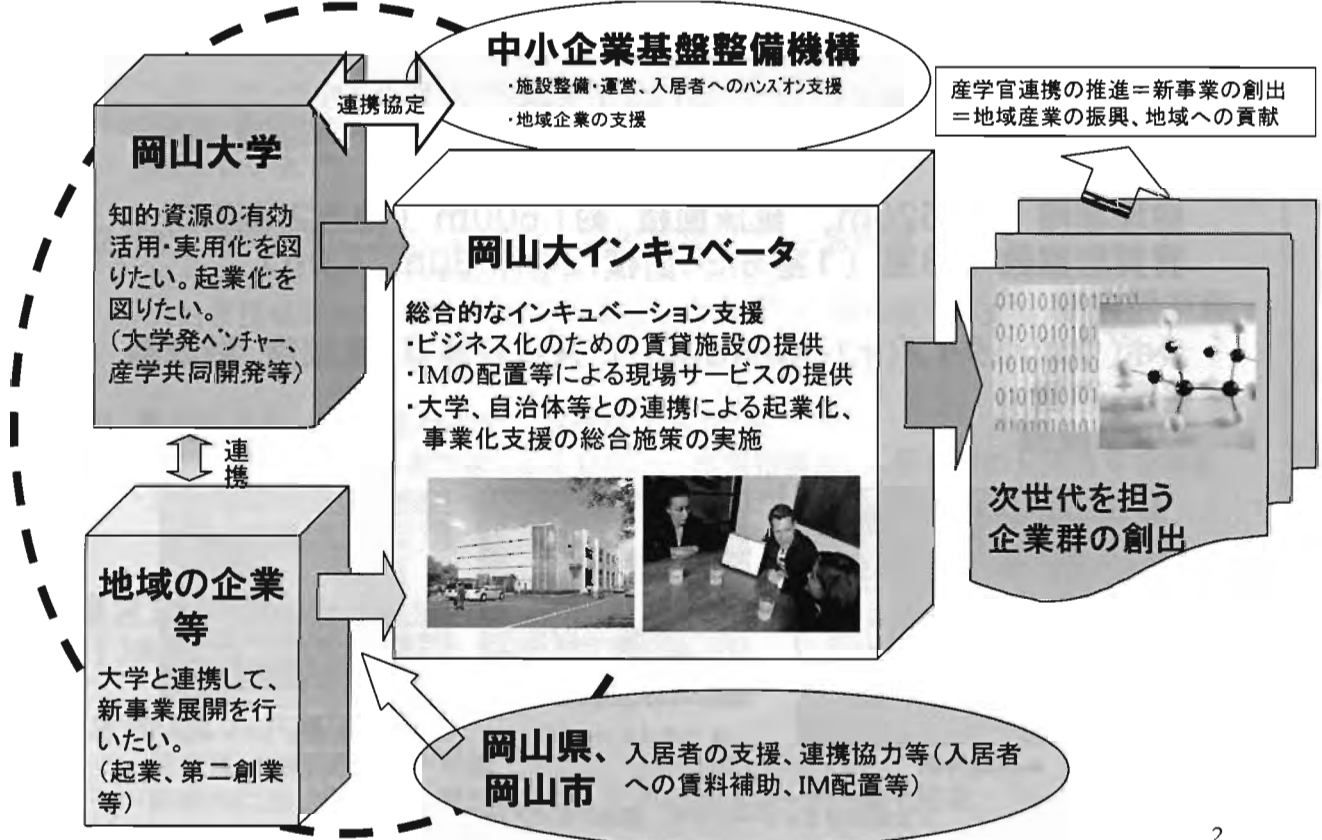 中小企業基盤整備機構
・施設整備・運営、入居者へのハンズオン支援
・地域企業の支援
連携協定
産学官連携の推進＝新事業の創出
＝地域産業の振興、地域への貢献
岡山大学
知的資源の有効
活用・実用化を図
りたい。起業化を
図りたい。
(大学発ベンチャー、
産学共同開発等)
岡山大インキュベータ
総合的なインキュベーション支援
・ビジネス化のための賃貸施設の提供
・IMの配置等による現場サービスの提供
・大学、自治体等との連携による起業化、
事業化支援の総合施策の実施
連
携
地域の企業
等
大学と連携して、
新事業展開を行
いたい。
(起業、第二創業
等)
01010101010101
0101010101
10101010101
0101010101
次世代を担う
企業群の創出
岡山県、
岡山市
入居者の支援、連携協力等(入居者
への賃料補助、IM配置等)
2